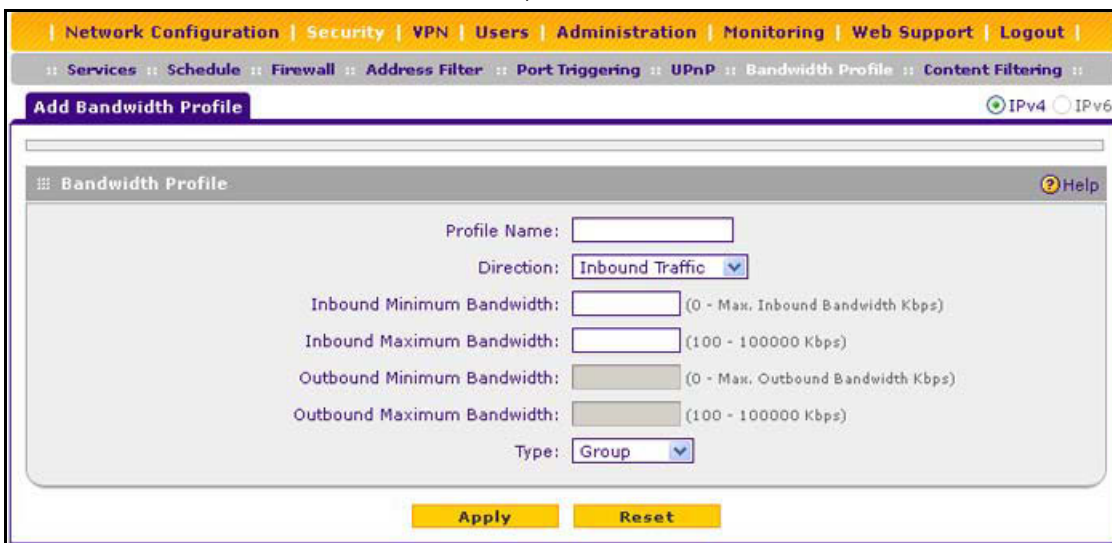 | Network Configuration | Security | VPN | Users | Administration | Monitoring | Web Support | Logout |
:: Services :: Schedule :: Firewall :: Address Filter :: Port Triggering :: UPnP :: Bandwidth Profile :: Content Filtering ::
Add Bandwidth Profile IPv4 IPv6
Bandwidth Profile ?Help
Profile Name:
Direction: Inbound Traffic
Inbound Minimum Bandwidth: (0 - Max. Inbound Bandwidth Kbps)
Inbound Maximum Bandwidth: (100 - 100000 Kbps)
Outbound Minimum Bandwidth: (0 - Max. Outbound Bandwidth Kbps)
Outbound Maximum Bandwidth: (100 - 100000 Kbps)
Type: Group
Apply Reset